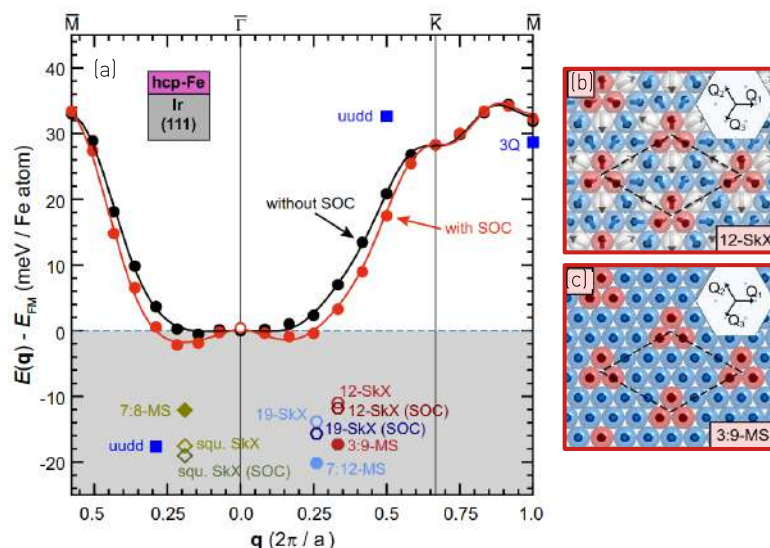 M̅ Γ̅ K̅ M̅
40
30
20
10
0
-10
-20
E(q) - E_FM (meV / Fe atom)
(a)
hcp-Fe
Ir
(111)
uudd
3Q
without SOC
with SOC
7:8-MS
uudd
squ. SkX
squ. SkX (SOC)
12-SkX
12-SkX (SOC)
19-SkX
19-SkX (SOC)
3:9-MS
7:12-MS
0.5 0.25 0.0 0.25 0.5 0.75 1.0
q (2π / a)
(b)
Q₂ Q₁
Q₃
12-SkX
(c)
Q₂ Q₁
Q₃
3:9-MS